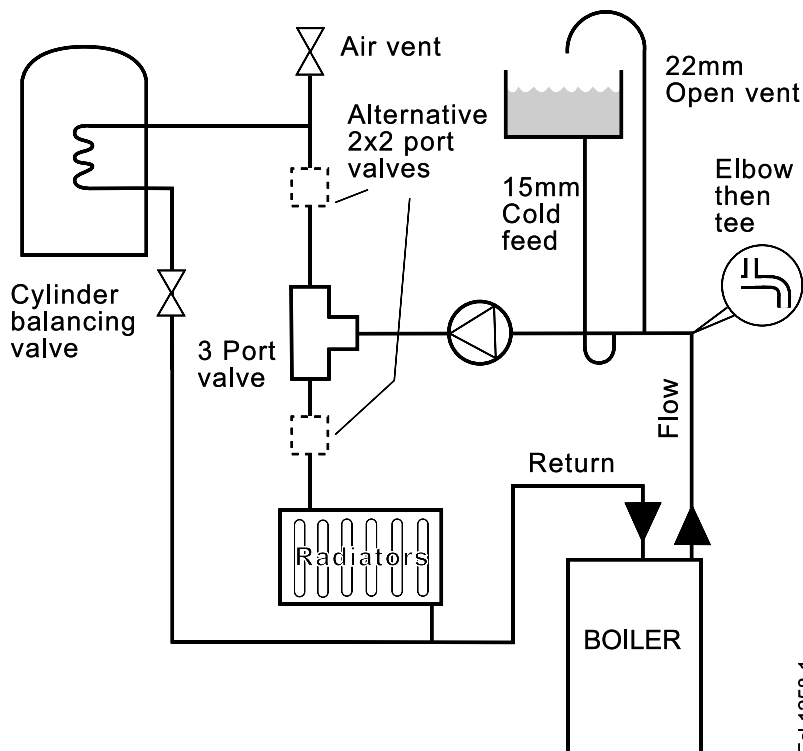 Air vent
Alternative
2x2 port
valves
22mm
Open vent
15mm
Cold
feed
Elbow
then
tee
Cylinder
balancing
valve
3 Port
valve
Flow
Return
Radiators
BOILER